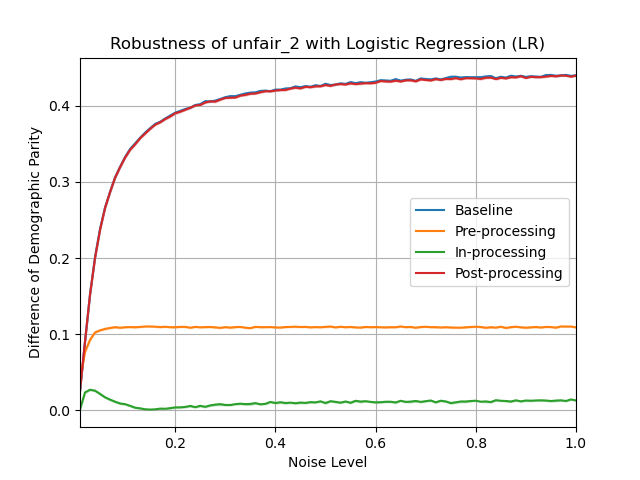 Robustness of unfair_2 with Logistic Regression (LR)
Difference of Demographic Parity
0.4
0.3
0.2
0.1
0.0
Baseline
Pre-processing
In-processing
Post-processing
0.2 0.4 0.6 0.8 1.0
Noise Level